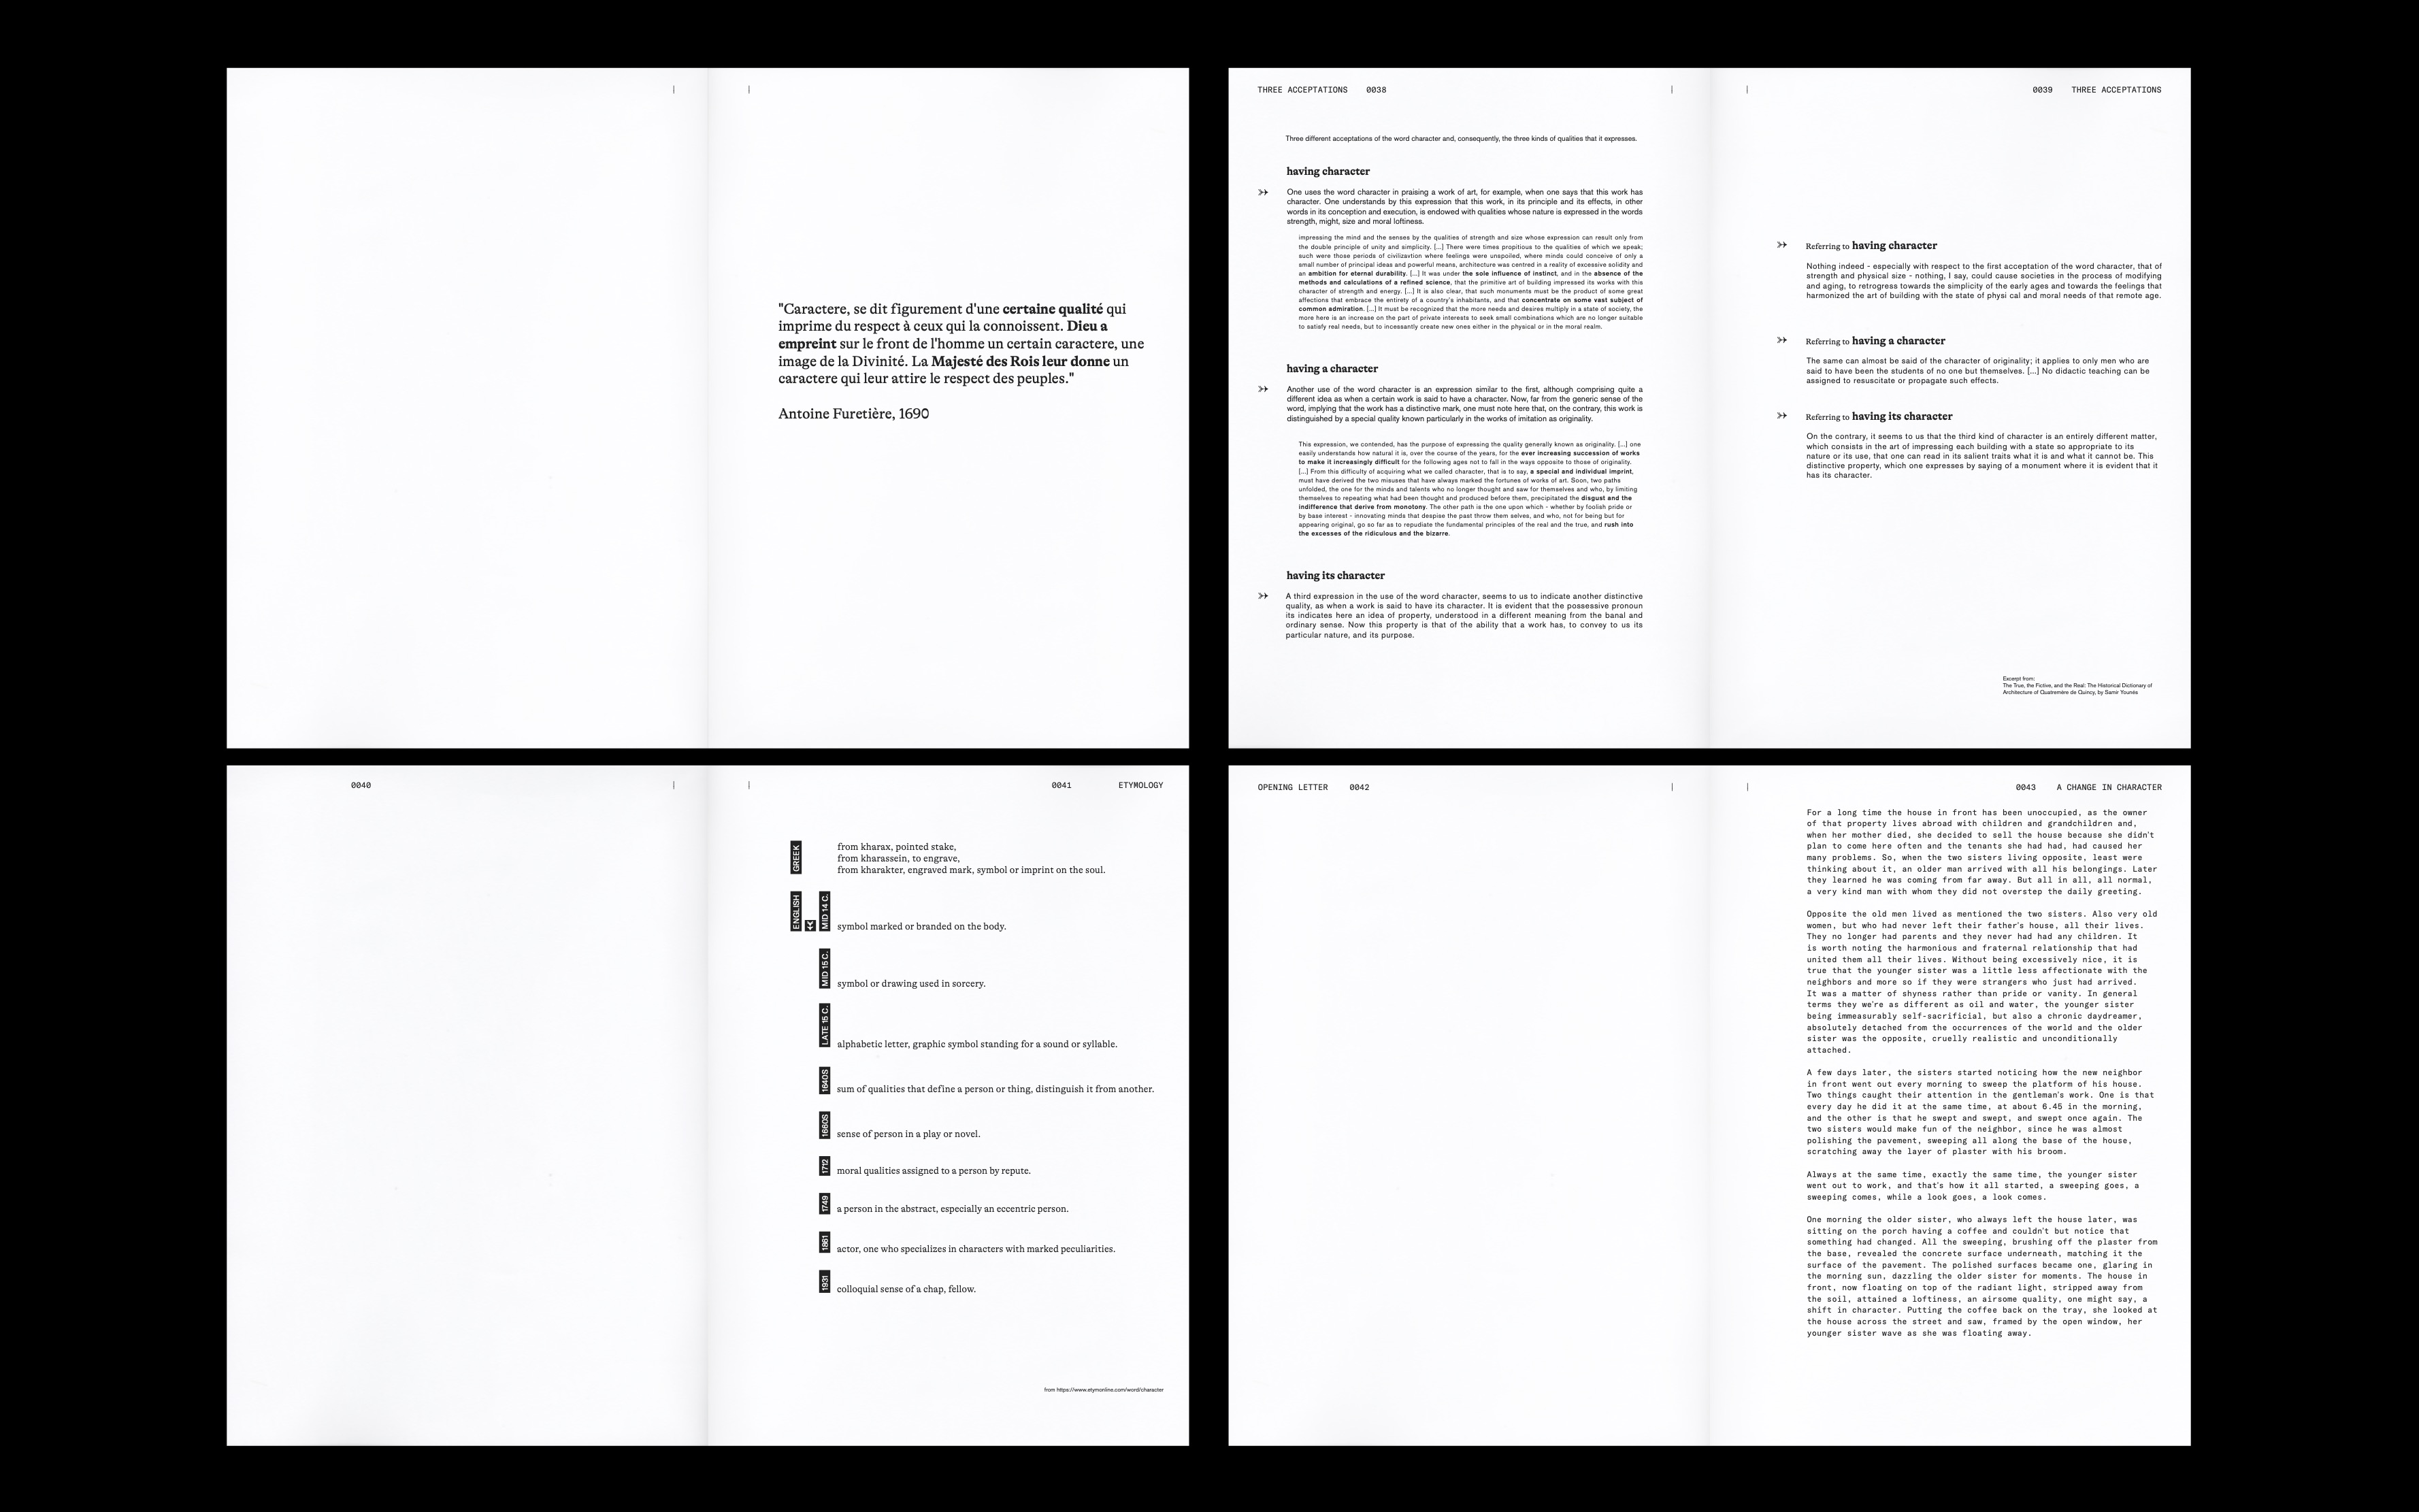 "Caractere, se dit figurement d'une certaine qualité qui
imprime du respect à ceux qui la connoissent. Dieu a
empreint sur le front de l'homme un certain caractere, une
image de la Divinité. La Majesté des Rois leur donne un
caractere qui leur attire le respect des peuples."
Antoine Furetière, 1690
THREE ACCEPTATIONS 0038
Three different acceptations of the word character and, consequently, the three kinds of qualities that it expresses.
having character
One uses the word character in praising a work of art, for example, when one says that this work has
character. One understands by this expression that this work, in its principle and its effects, in other
words in its conception and execution, is endowed with qualities whose nature is expressed in the words
strength, might, size and moral loftiness.
impressing the mind and the senses by the qualities of strength and size whose expression can result only from
the double principle of unity and simplicity. [...] There were times propitious to the qualities of which we speak;
such were those periods of civilizavtion where feelings were unspoiled, where minds could conceive of only a
small number of principal ideas and powerful means, architecture was centred in a reality of excessive solidity and
an ambition for eternal durability. [...] It was under the sole influence of instinct, and in the absence of the
methods and calculations of a refined science, that the primitive art of building impressed its works with this
character of strength and energy. [...] It is also clear, that such monuments must be the product of some great
affections that embrace the entirety of a country's inhabitants, and that concentrate on some vast subject of
common admiration. [...] It must be recognized that the more needs and desires multiply in a state of society, the
more here is an increase on the part of private interests to seek small combinations which are no longer suitable
to satisfy real needs, but to incessantly create new ones either in the physical or in the moral realm.
having a character
Another use of the word character is an expression similar to the first, although comprising quite a
different idea as when a certain work is said to have a character. Now, far from the generic sense of the
word, implying that the work has a distinctive mark, one must note here that, on the contrary, this work is
distinguished by a special quality known particularly in the works of imitation as originality.
This expression, we contended, has the purpose of expressing the quality generally known as originality. [...] one
easily understands how natural it is, over the course of the years, for the ever increasing succession of works
to make it increasingly difficult for the following ages not to fall in the ways opposite to those of originality.
[...] From this difficulty of acquiring what we called character, that is to say, a special and individual imprint,
must have derived the two misuses that have always marked the fortunes of works of art. Soon, two paths
unfolded, the one for the minds and talents who no longer thought and saw for themselves and who, by limiting
themselves to repeating what had been thought and produced before them, precipitated the disgust and the
indifference that derive from monotony. The other path is the one upon which - whether by foolish pride or
by base interest - innovating minds that despise the past throw them selves, and who, not for being but for
appearing original, go so far as to repudiate the fundamental principles of the real and the true, and rush into
the excesses of the ridiculous and the bizarre.
having its character
A third expression in the use of the word character, seems to us to indicate another distinctive
quality, as when a work is said to have its character. It is evident that the possessive pronoun
its indicates here an idea of property, understood in a different meaning from the banal and
ordinary sense. Now this property is that of the ability that a work has, to convey to us its
particular nature, and its purpose.
0039 THREE ACCEPTATIONS
Referring to having character
Nothing indeed - especially with respect to the first acceptation of the word character, that of
strength and physical size - nothing, I say, could cause societies in the process of modifying
and aging, to retrogress towards the simplicity of the early ages and towards the feelings that
harmonized the art of building with the state of physi cal and moral needs of that remote age.
Referring to having a character
The same can almost be said of the character of originality; it applies to only men who are
said to have been the students of no one but themselves. [...] No didactic teaching can be
assigned to resuscitate or propagate such effects.
Referring to having its character
On the contrary, it seems to us that the third kind of character is an entirely different matter,
which consists in the art of impressing each building with a state so appropriate to its
nature or its use, that one can read in its salient traits what it is and what it cannot be. This
distinctive property, which one expresses by saying of a monument where it is evident that it
has its character.
Excerpt from:
The True, the Fictive, and the Real: The Historical Dictionary of
Architecture of Quatremère de Quincy, by Samir Younés
0040
0041 ETYMOLOGY
GREEK
from kharax, pointed stake,
from kharassein, to engrave,
from kharakter, engraved mark, symbol or imprint on the soul.
ENGLISH
MID 14 C. symbol marked or branded on the body.
MID 15 C. symbol or drawing used in sorcery.
LATE 15 C. alphabetic letter, graphic symbol standing for a sound or syllable.
1640S sum of qualities that define a person or thing, distinguish it from another.
1660S sense of person in a play or novel.
1712 moral qualities assigned to a person by repute.
1749 a person in the abstract, especially an eccentric person.
1861 actor, one who specializes in characters with marked peculiarities.
1931 colloquial sense of a chap, fellow.
from https://www.etymonline.com/word/character
OPENING LETTER 0042
0043 A CHANGE IN CHARACTER
For a long time the house in front has been unoccupied, as the owner
of that property lives abroad with children and grandchildren and,
when her mother died, she decided to sell the house because she didn't
plan to come here often and the tenants she had had, had caused her
many problems. So, when the two sisters living opposite, least were
thinking about it, an older man arrived with all his belongings. Later
they learned he was coming from far away. But all in all, all normal,
a very kind man with whom they did not overstep the daily greeting.
Opposite the old men lived as mentioned the two sisters. Also very old
women, but who had never left their father's house, all their lives.
They no longer had parents and they never had had any children. It
is worth noting the harmonious and fraternal relationship that had
united them all their lives. Without being excessively nice, it is
true that the younger sister was a little less affectionate with the
neighbors and more so if they were strangers who just had arrived.
It was a matter of shyness rather than pride or vanity. In general
terms they we're as different as oil and water, the younger sister
being immeasurably self-sacrificial, but also a chronic daydreamer,
absolutely detached from the occurrences of the world and the older
sister was the opposite, cruelly realistic and unconditionally
attached.
A few days later, the sisters started noticing how the new neighbor
in front went out every morning to sweep the platform of his house.
Two things caught their attention in the gentleman's work. One is that
every day he did it at the same time, at about 6.45 in the morning,
and the other is that he swept and swept, and swept once again. The
two sisters would make fun of the neighbor, since he was almost
polishing the pavement, sweeping all along the base of the house,
scratching away the layer of plaster with his broom.
Always at the same time, exactly the same time, the younger sister
went out to work, and that's how it all started, a sweeping goes, a
sweeping comes, while a look goes, a look comes.
One morning the older sister, who always left the house later, was
sitting on the porch having a coffee and couldn't but notice that
something had changed. All the sweeping, brushing off the plaster from
the base, revealed the concrete surface underneath, matching it the
surface of the pavement. The polished surfaces became one, glaring in
the morning sun, dazzling the older sister for moments. The house in
front, now floating on top of the radiant light, stripped away from
the soil, attained a loftiness, an airsome quality, one might say, a
shift in character. Putting the coffee back on the tray, she looked at
the house across the street and saw, framed by the open window, her
younger sister wave as she was floating away.